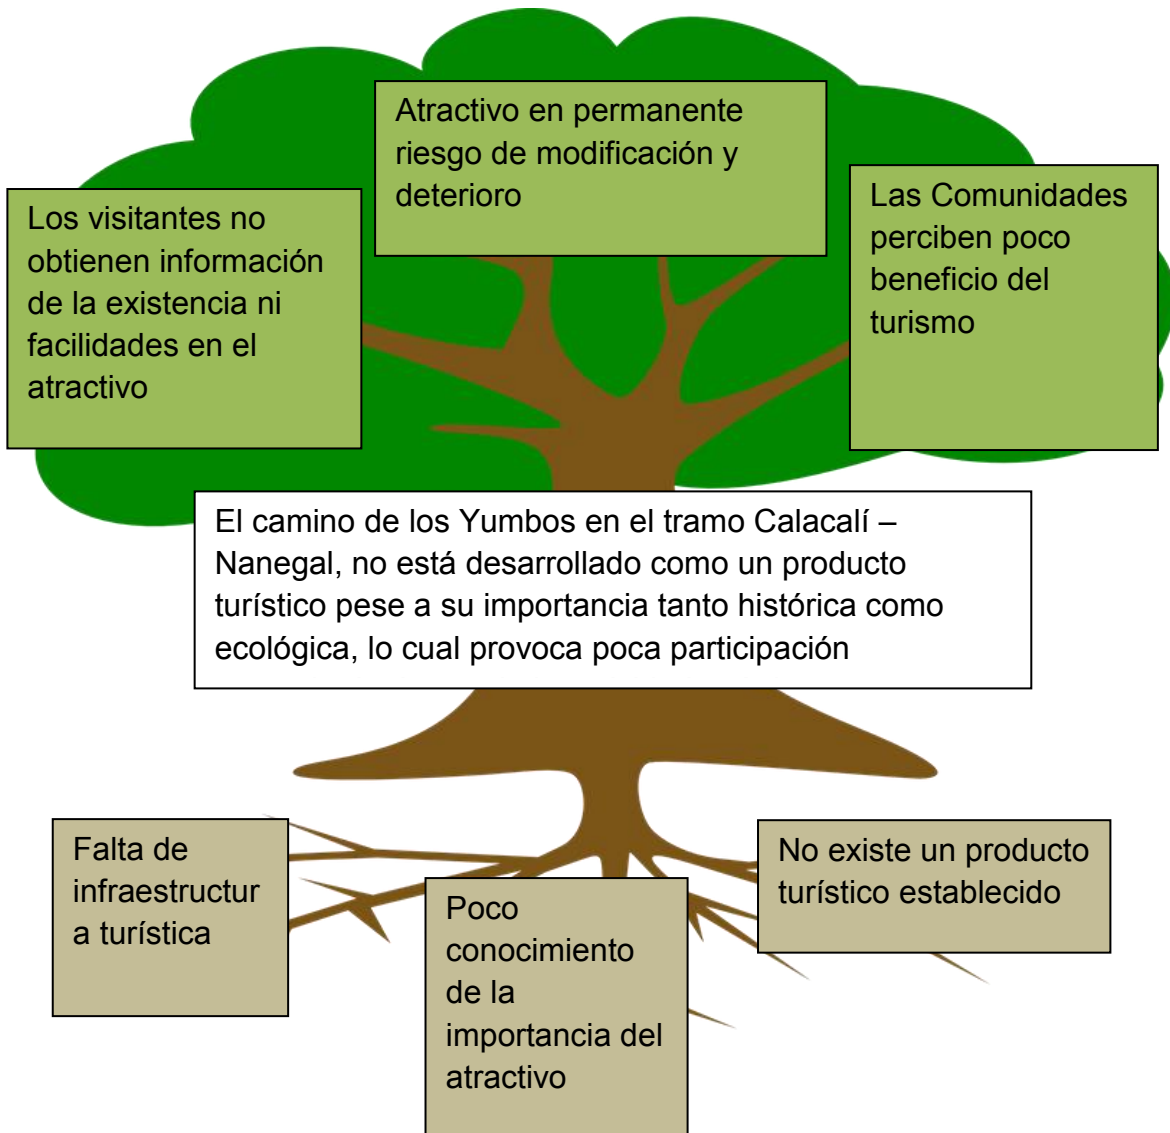 Atractivo en permanente
riesgo de modificación y
deterioro
Los visitantes no
obtienen información
de la existencia ni
facilidades en el
atractivo
Las Comunidades
perciben poco
beneficio del
turismo
El camino de los Yumbos en el tramo Calacalí –
Nanegal, no está desarrollado como un producto
turístico pese a su importancia tanto histórica como
ecológica, lo cual provoca poca participación
Falta de
infraestructur
a turística
Poco
conocimiento
de la
importancia del
atractivo
No existe un producto
turístico establecido